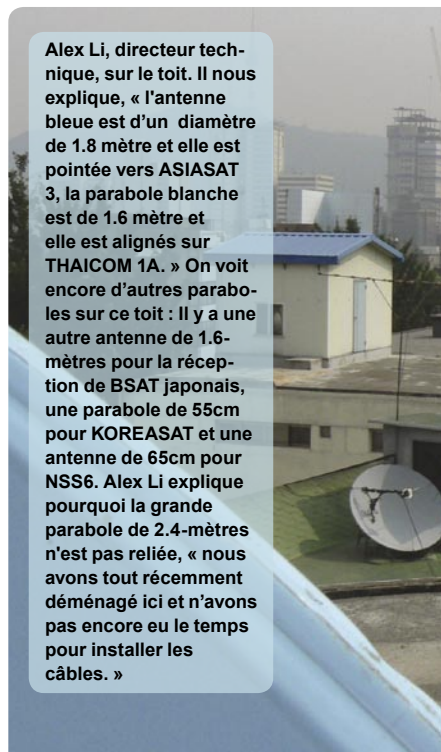 Alex Li, directeur tech-
nique, sur le toit. Il nous
explique, « l'antenne
bleue est d'un  diamètre
de 1.8 mètre et elle est
pointée vers ASIASAT
3, la parabole blanche
est de 1.6 mètre et
elle est alignés sur
THAICOM 1A. » On voit
encore d'autres parabo-
les sur ce toit : Il y a une
autre antenne de 1.6-
mètres pour la récep-
tion de BSAT japonais,
une parabole de 55cm
pour KOREASAT et une
antenne de 65cm pour
NSS6. Alex Li explique
pourquoi la grande
parabole de 2.4-mètres
n'est pas reliée, « nous
avons tout récemment
déménagé ici et n'avons
pas encore eu le temps
pour installer les
câbles. »